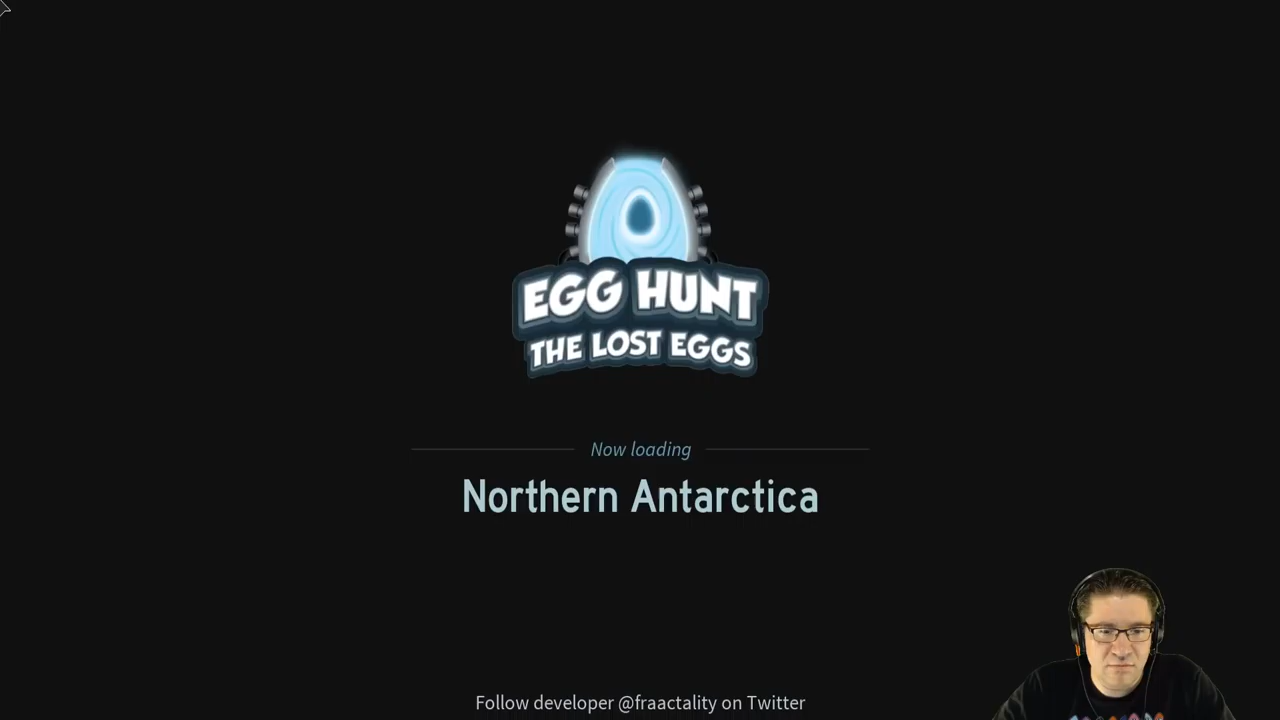 EGG HUNT
THE LOST EGGS
Now loading
Northern Antarctica
Follow developer @fraactality on Twitter